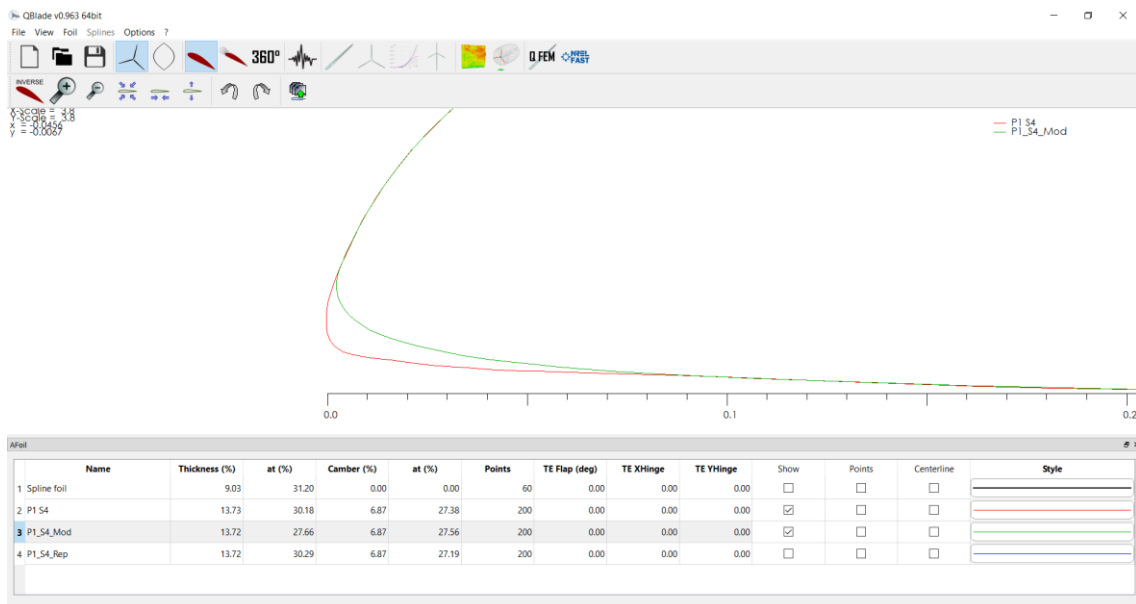 QBlade v0.963 64bit
File View Foil Splines Options ?
360° Q FEM NREL FAST
INVERSE
X-Scale = 3.8
Y-Scale = 3.8
x = -0.0456
y = -0.0067
P1 S4
P1_S4_Mod
0.0 0.1 0.2
AFoil
Name Thickness (%) at (%) Camber (%) at (%) Points TE Flap (deg) TE XHinge TE YHinge Show Points Centerline Style
1 Spline foil 9.03 31.20 0.00 0.00 60 0.00 0.00 0.00
2 P1 S4 13.73 30.18 6.87 27.38 200 0.00 0.00 0.00
3 P1_S4_Mod 13.72 27.66 6.87 27.56 200 0.00 0.00 0.00
4 P1_S4_Rep 13.72 30.29 6.87 27.19 200 0.00 0.00 0.00